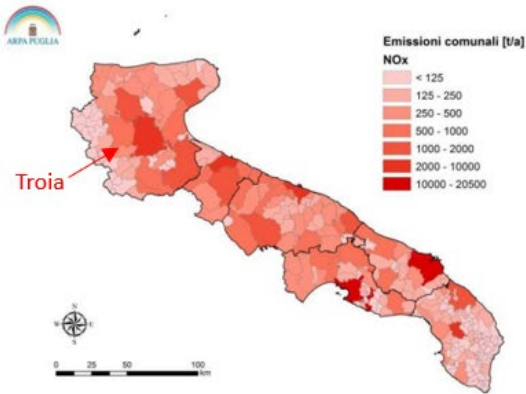 ARPA PUGLIA
Emissioni comunali [t/a]
NOx
< 125
125 - 250
250 - 500
500 - 1000
1000 - 2000
2000 - 10000
10000 - 20500
Troia
N
W E
S
0 25 50 100
km